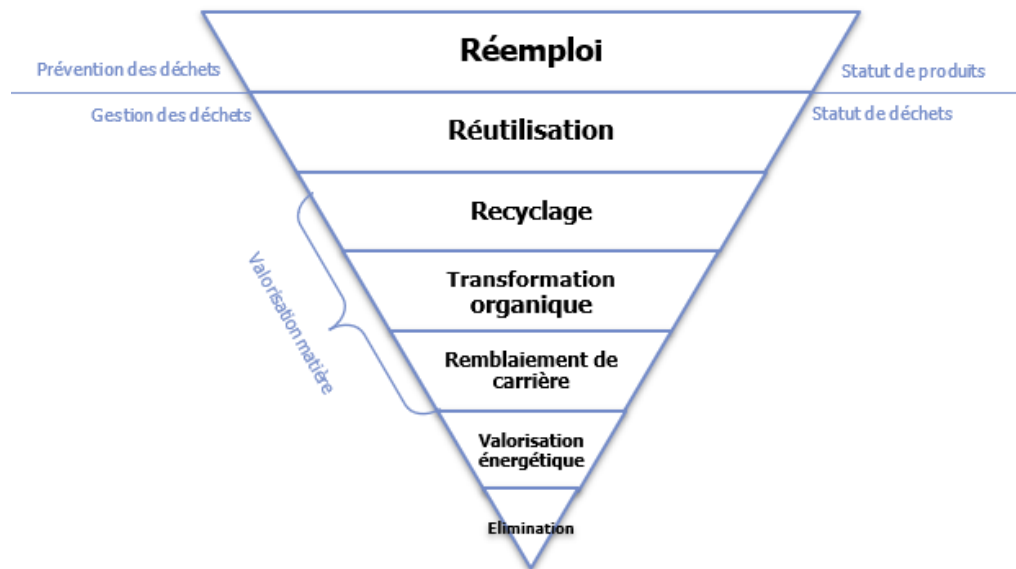 Réemploi
Prévention des déchets
Statut de produits
Gestion des déchets
Statut de déchets
Réutilisation
Recyclage
Valorisation matière
Transformation
organique
Remblaiement de
carrière
Valorisation
énergétique
Elimination